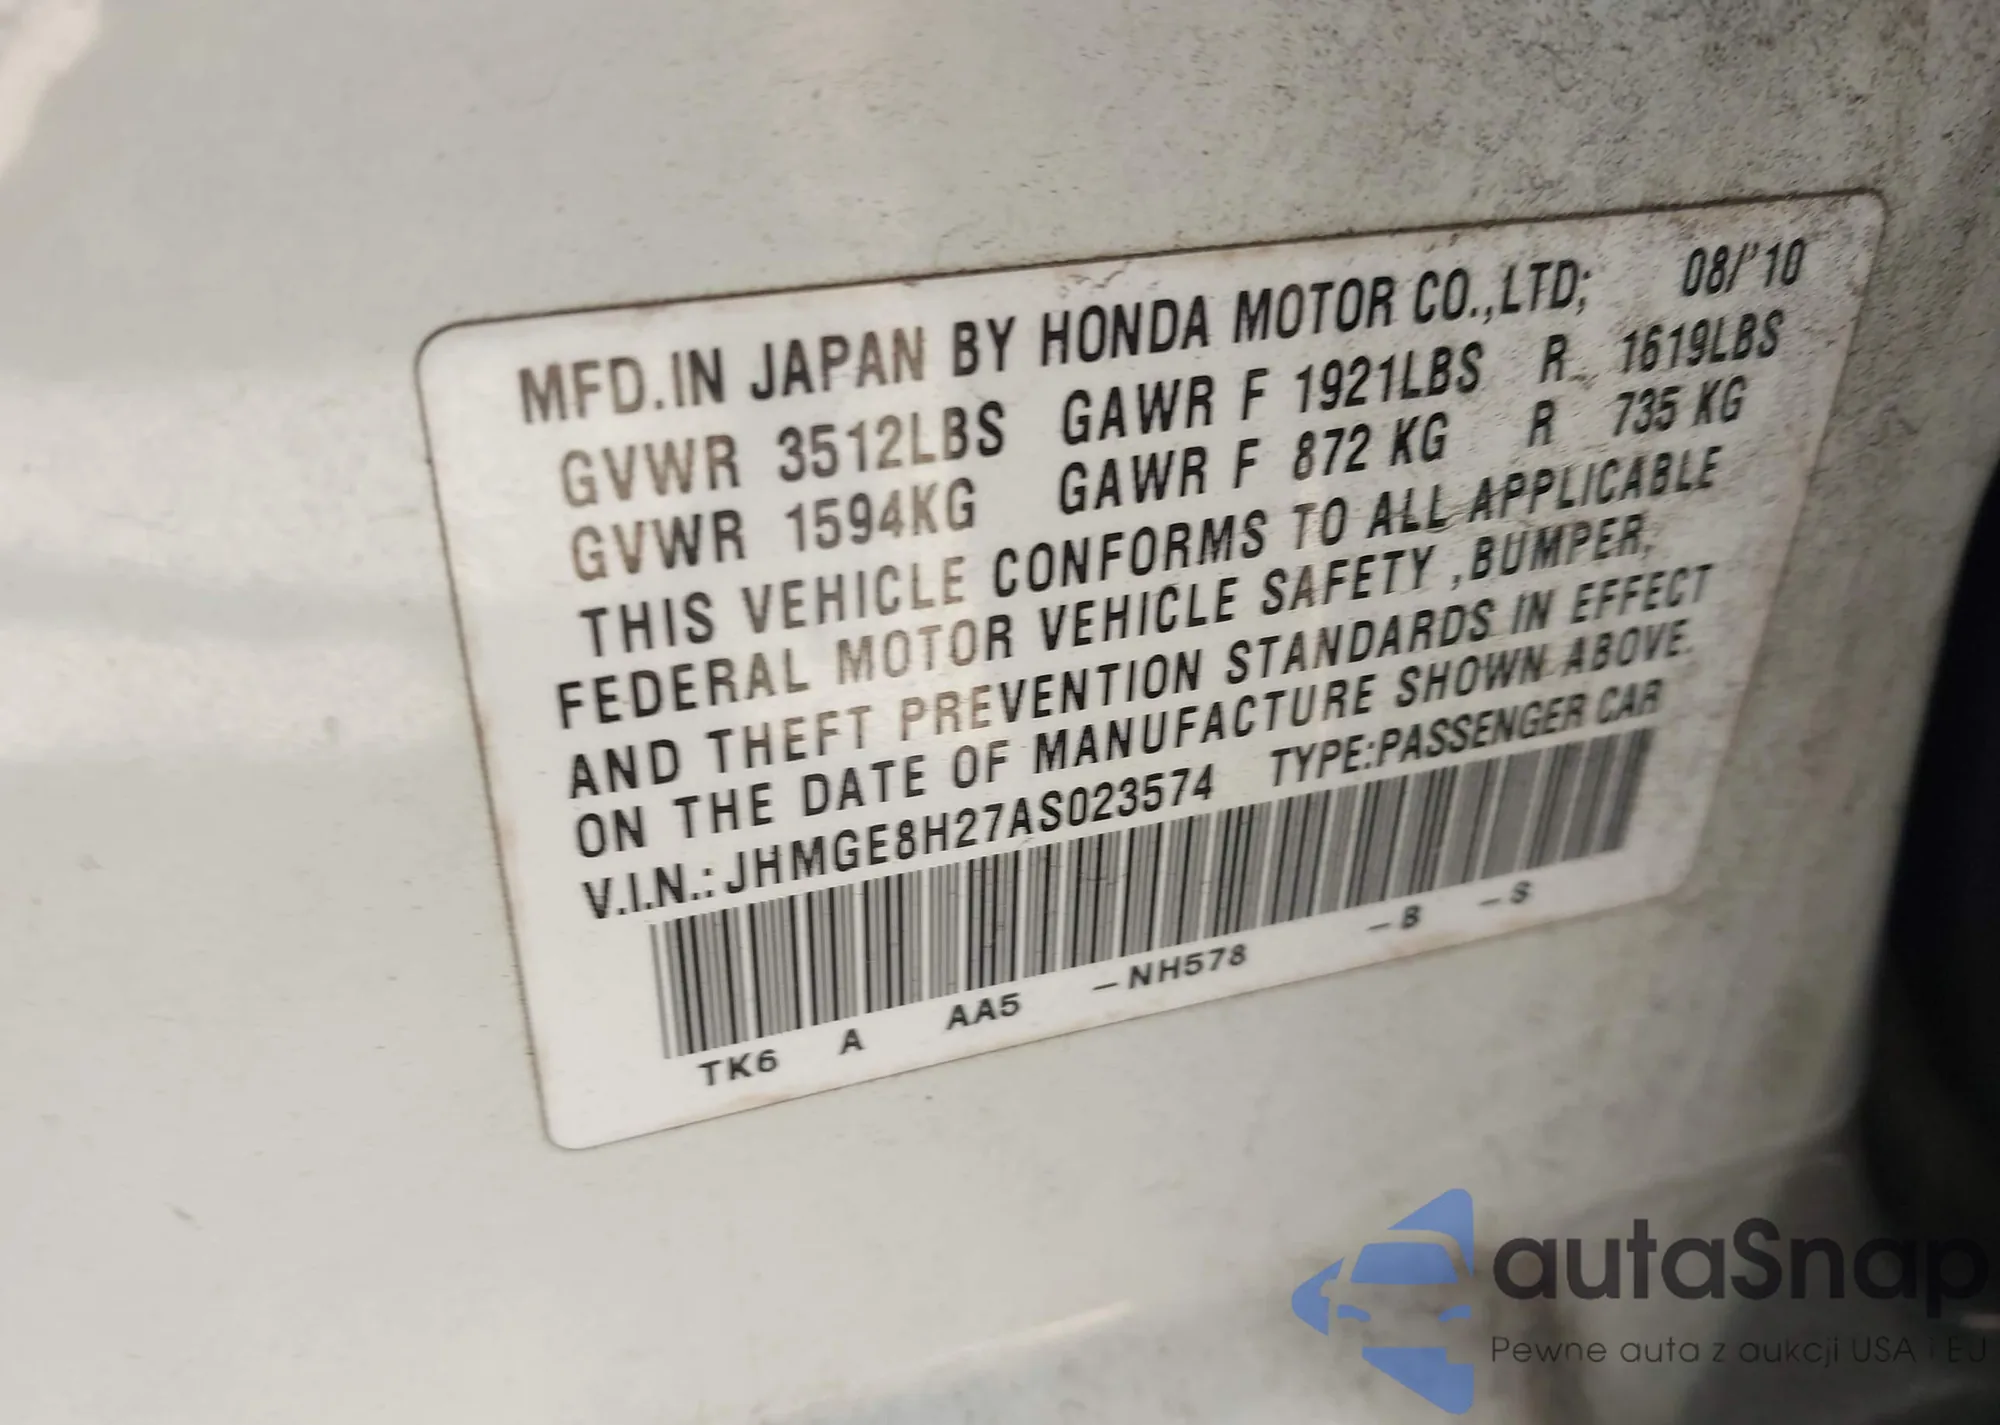 MFD.IN JAPAN BY HONDA MOTOR CO.,LTD; 08/'10
GVWR 3512LBS GAWR F 1921LBS R 1619LBS
GVWR 1594KG GAWR F 872 KG R 735 KG
THIS VEHICLE CONFORMS TO ALL APPLICABLE
FEDERAL MOTOR VEHICLE SAFETY ,BUMPER,
AND THEFT PREVENTION STANDARDS IN EFFECT
ON THE DATE OF MANUFACTURE SHOWN ABOVE.
V.I.N.: JHMGE8H27AS023574 TYPE:PASSENGER CAR
TK6 A AA5 -NH578 -B -S
autaSnap
Pewne auta z aukcji USA i EU